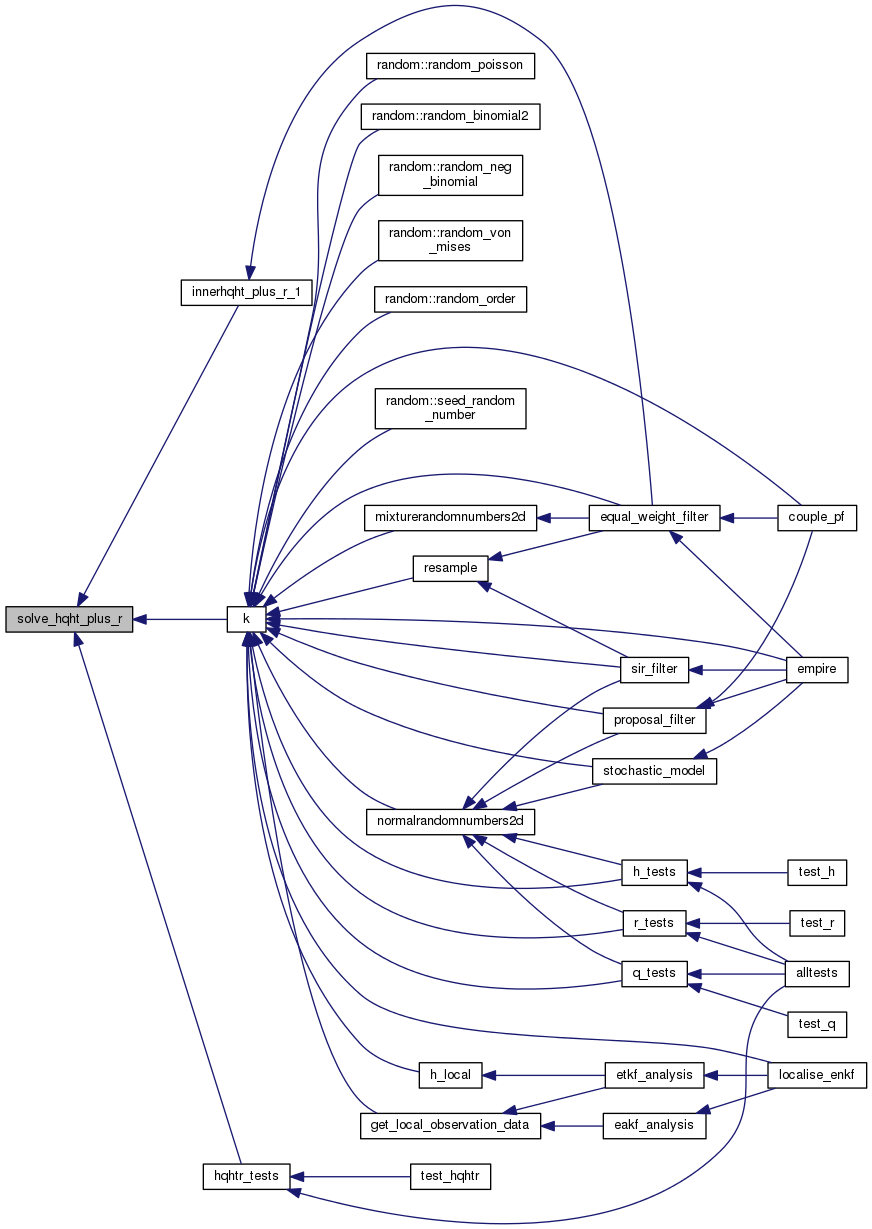 random::random_poisson
random::random_binomial2
random::random_neg
_binomial
random::random_von
_mises
innerhqht_plus_r_1
random::random_order
random::seed_random
_number
mixturerandomnumbers2d
equal_weight_filter
couple_pf
resample
solve_hqht_plus_r
k
sir_filter
empire
proposal_filter
stochastic_model
normalrandomnumbers2d
h_tests
test_h
r_tests
test_r
q_tests
alltests
test_q
h_local
etkf_analysis
localise_enkf
get_local_observation_data
eakf_analysis
hqhtr_tests
test_hqhtr